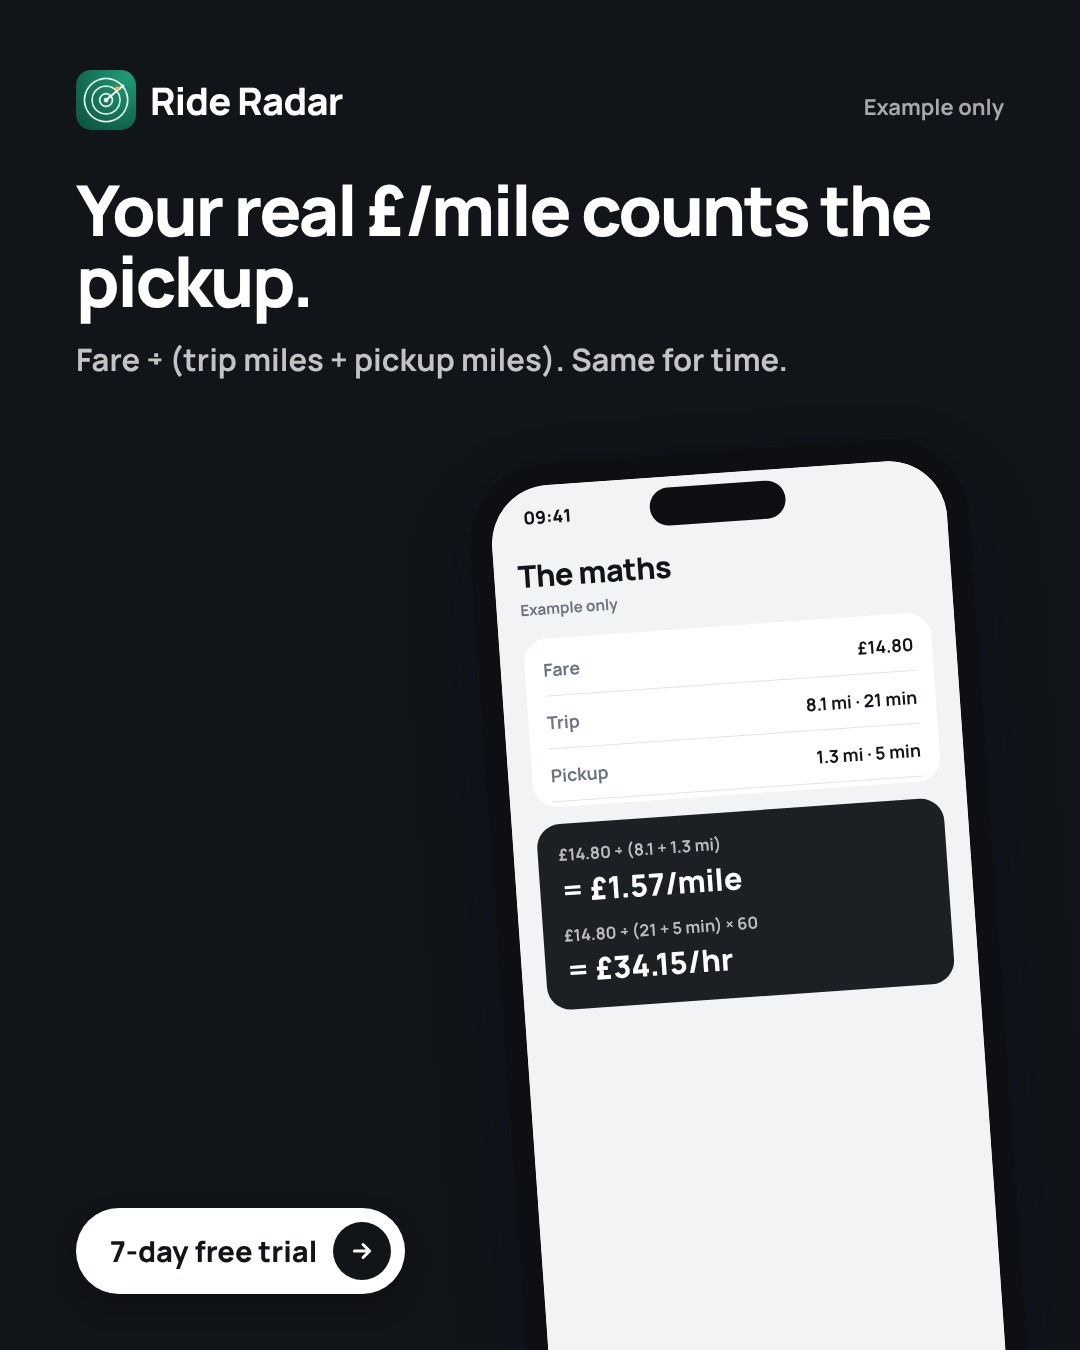 Ride Radar
Example only
Your real £/mile counts the
pickup.
Fare ÷ (trip miles + pickup miles). Same for time.
09:41
The maths
Example only
Fare £14.80
Trip 8.1 mi · 21 min
Pickup 1.3 mi · 5 min
£14.80 ÷ (8.1 + 1.3 mi)
= £1.57/mile
£14.80 ÷ (21 + 5 min) × 60
= £34.15/hr
7-day free trial